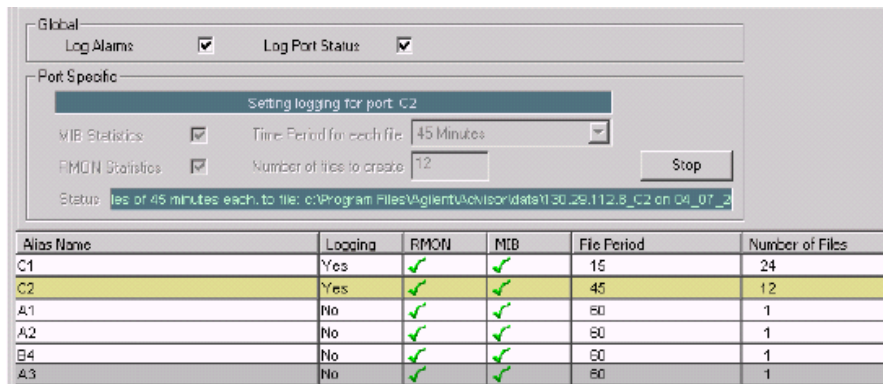 Global
Log Alarms Log Port Status
Port Specific
Setting logging for port: C2
MIB Statistics Time Period for each file 45 Minutes
RMON Statistics Number of files to create 12 Stop
Status les of 45 minutes each, to file: c:\Program Files\Agilent\Advisor\data\130.29.112.8_C2 on 04_07_2
Alias Name Logging RMON MIB File Period Number of Files
C1 Yes 15 24
C2 Yes 45 12
A1 No 60 1
A2 No 60 1
B4 No 60 1
A3 No 60 1